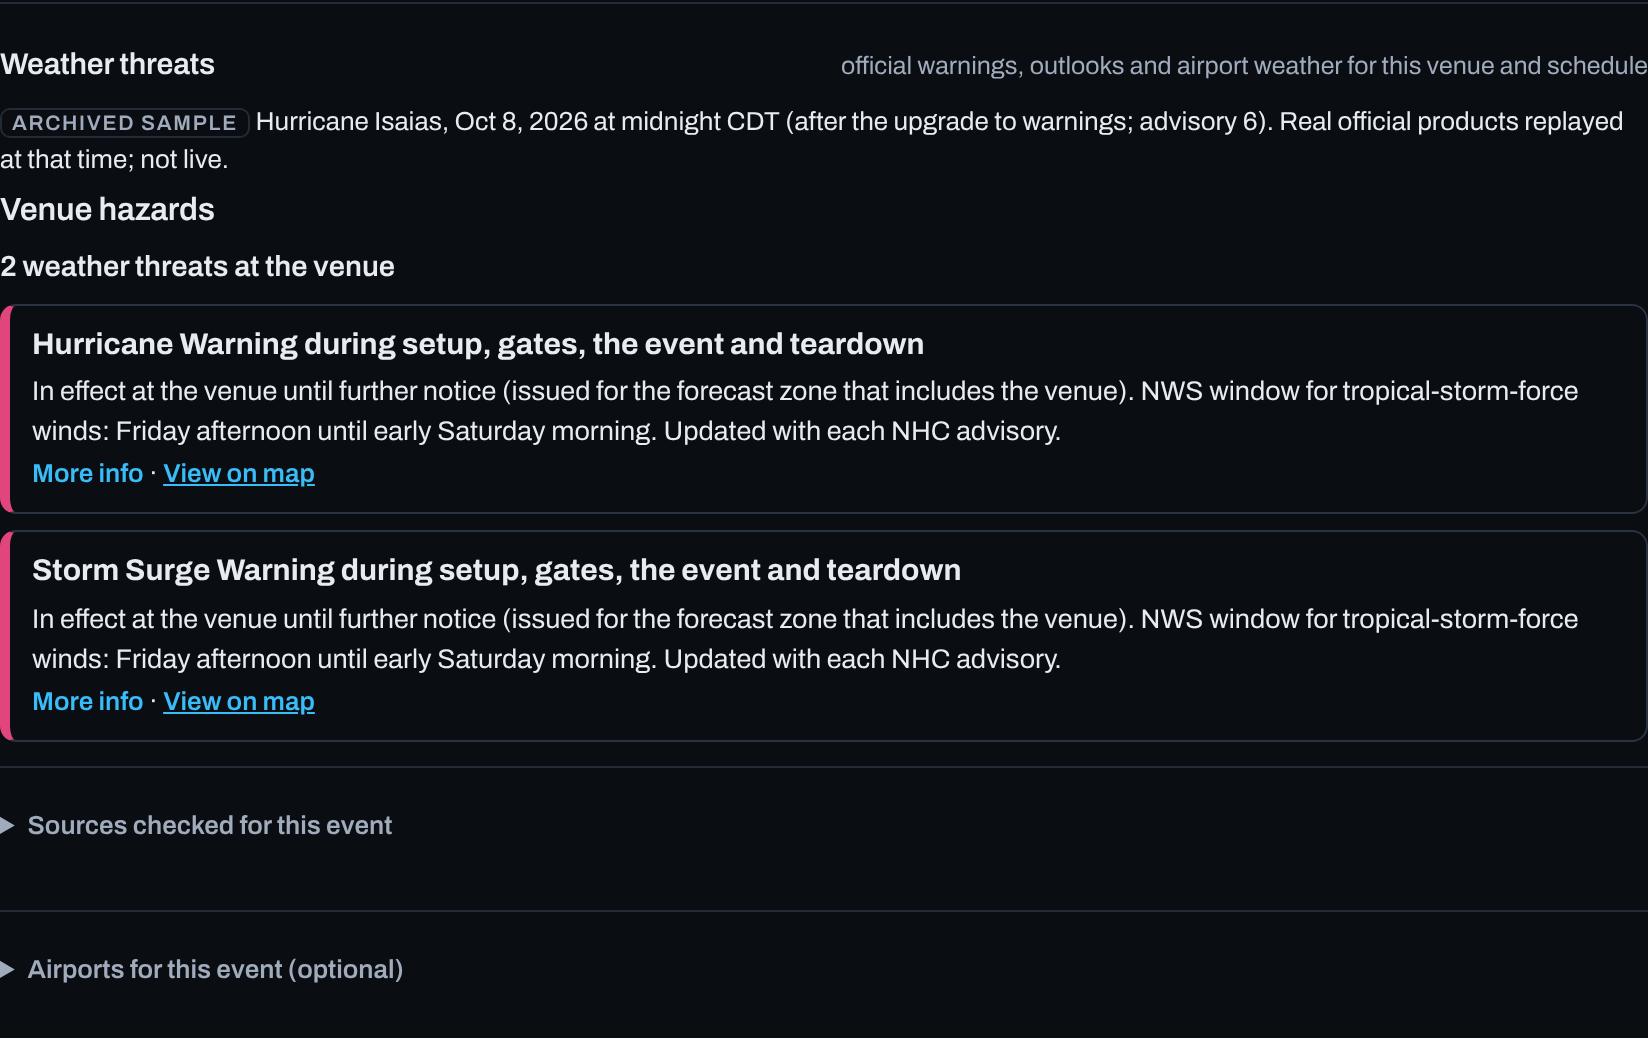 Weather threats
official warnings, outlooks and airport weather for this venue and schedule
ARCHIVED SAMPLE Hurricane Isaias, Oct 8, 2026 at midnight CDT (after the upgrade to warnings; advisory 6). Real official products replayed
at that time; not live.
Venue hazards
2 weather threats at the venue
Hurricane Warning during setup, gates, the event and teardown
In effect at the venue until further notice (issued for the forecast zone that includes the venue). NWS window for tropical-storm-force
winds: Friday afternoon until early Saturday morning. Updated with each NHC advisory.
More info · View on map
Storm Surge Warning during setup, gates, the event and teardown
In effect at the venue until further notice (issued for the forecast zone that includes the venue). NWS window for tropical-storm-force
winds: Friday afternoon until early Saturday morning. Updated with each NHC advisory.
More info · View on map
Sources checked for this event
Airports for this event (optional)